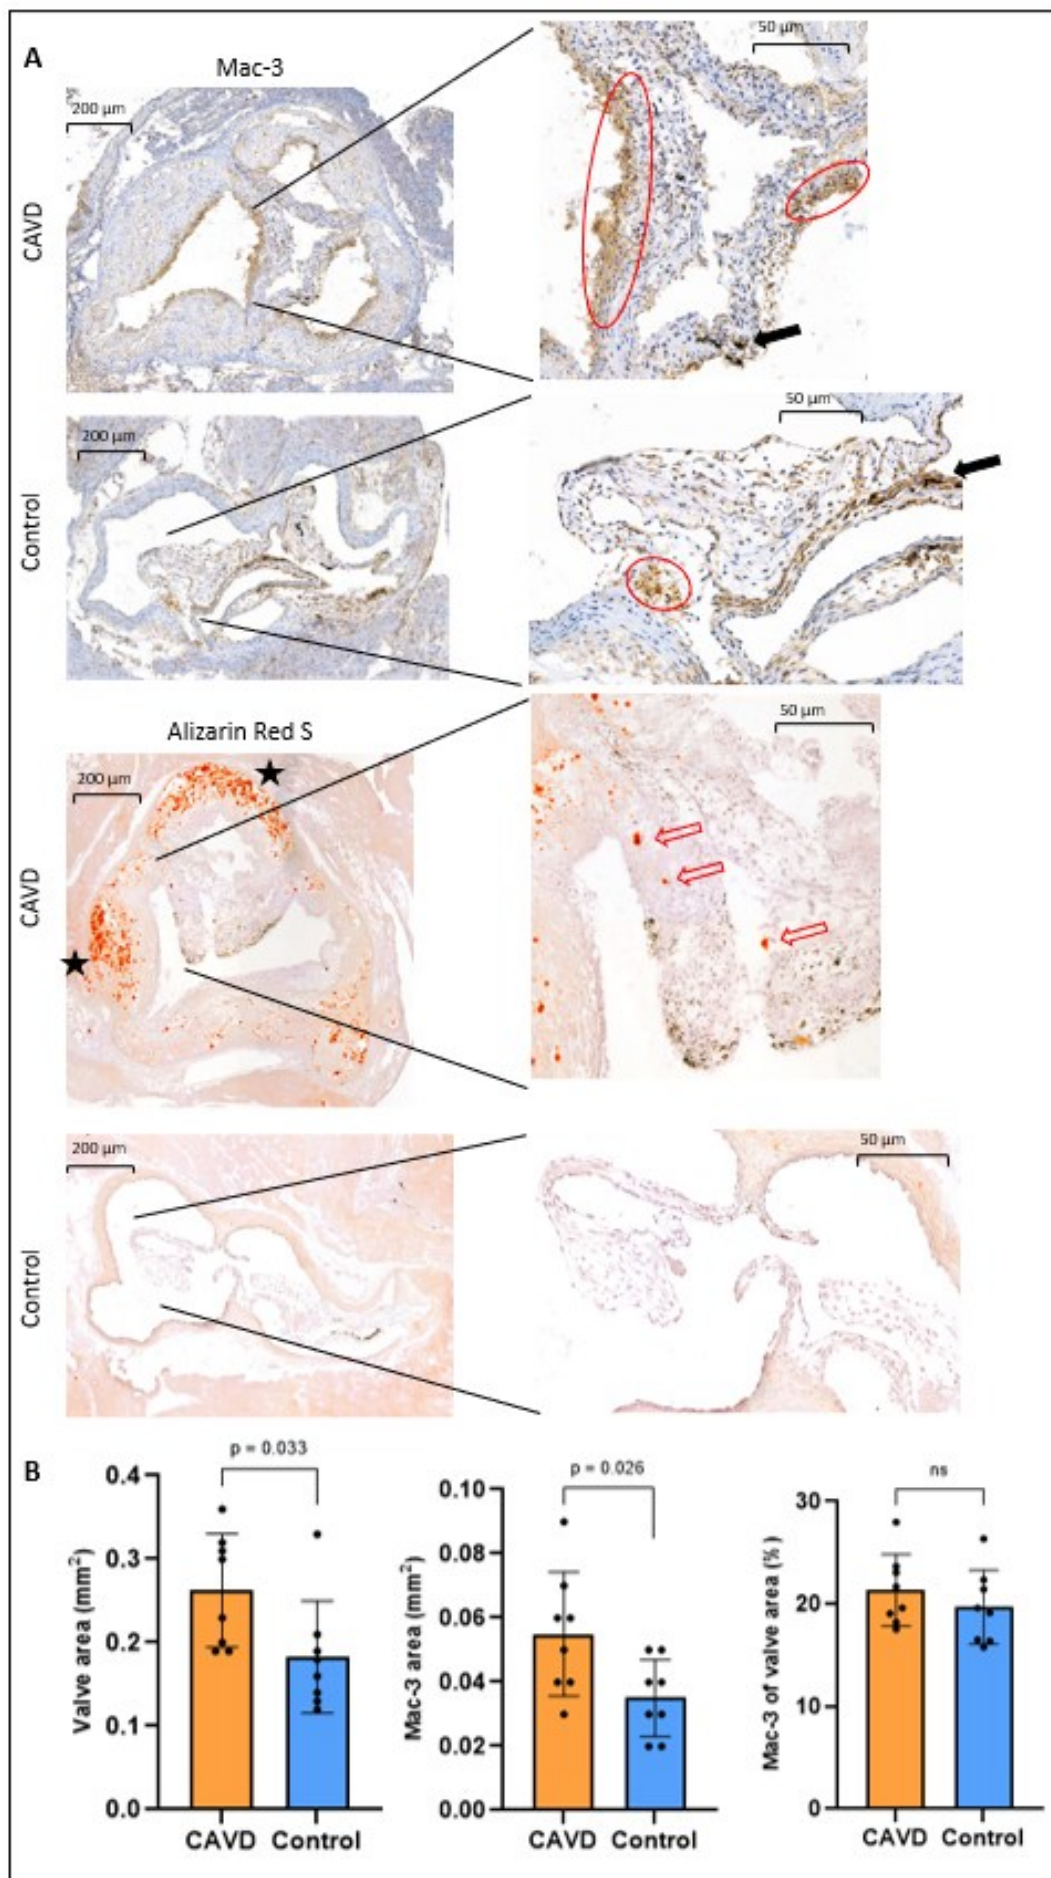 A
Mac-3
200 µm
50 µm
CAVD
200 µm
50 µm
Control
Alizarin Red S
200 µm
50 µm
CAVD
200 µm
50 µm
Control
B
p = 0.033
0.4
0.3
0.2
0.1
0.0
Valve area (mm²)
CAVD Control
p = 0.026
0.10
0.08
0.06
0.04
0.02
0.00
Mac-3 area (mm²)
CAVD Control
ns
30
20
10
0
Mac-3 of valve area (%)
CAVD Control